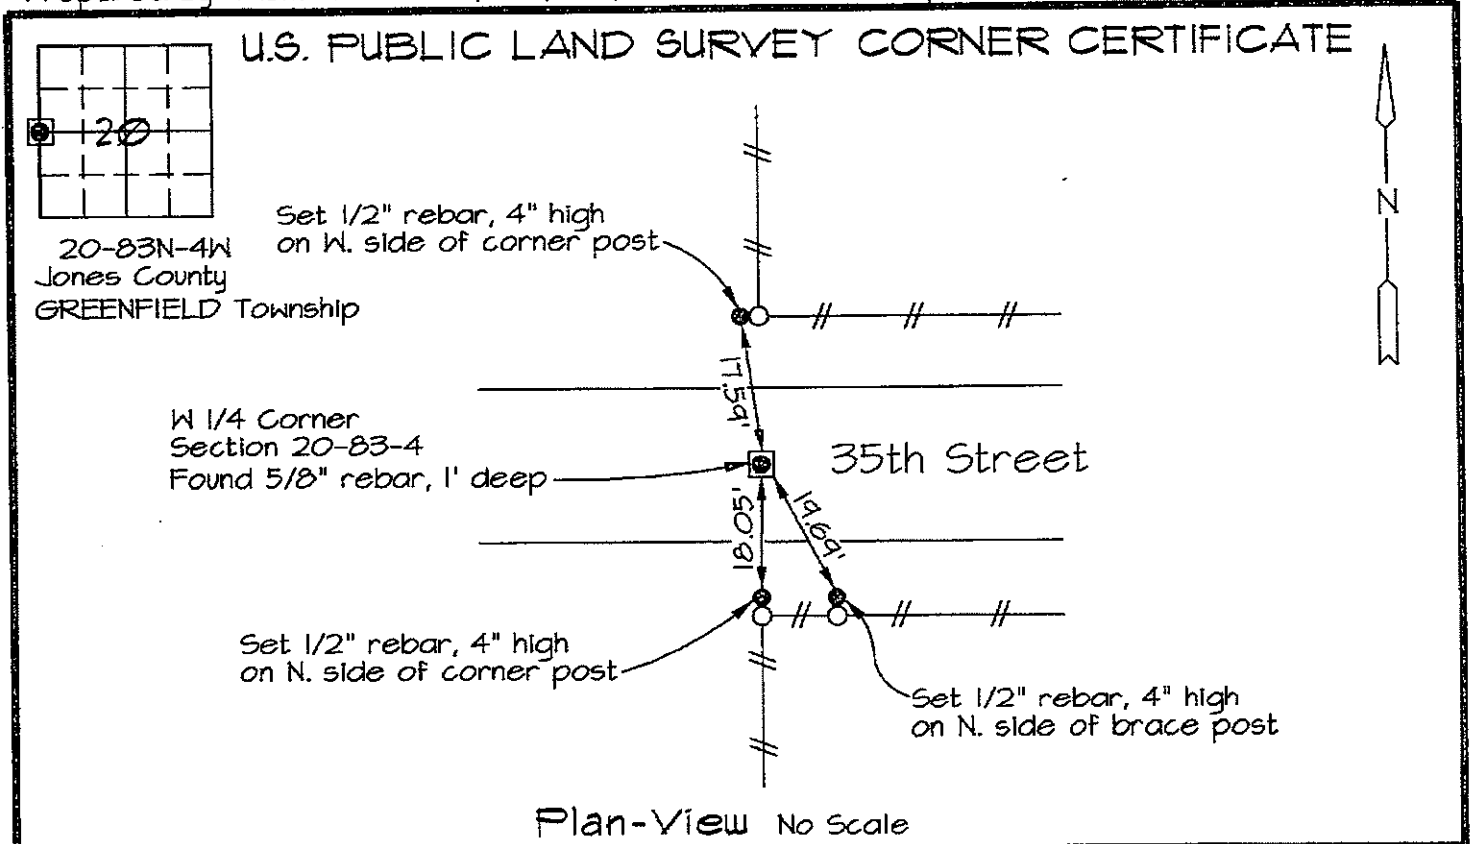 U.S. PUBLIC LAND SURVEY CORNER CERTIFICATE
20
20-83N-4W
Jones County
GREENFIELD Township
N
Set 1/2" rebar, 4" high
on W. side of corner post
17.59'
W 1/4 Corner
Section 20-83-4
Found 5/8" rebar, 1' deep
35th Street
18.05'
19.69'
Set 1/2" rebar, 4" high
on N. side of corner post
Set 1/2" rebar, 4" high
on N. side of brace post
Plan-View No Scale